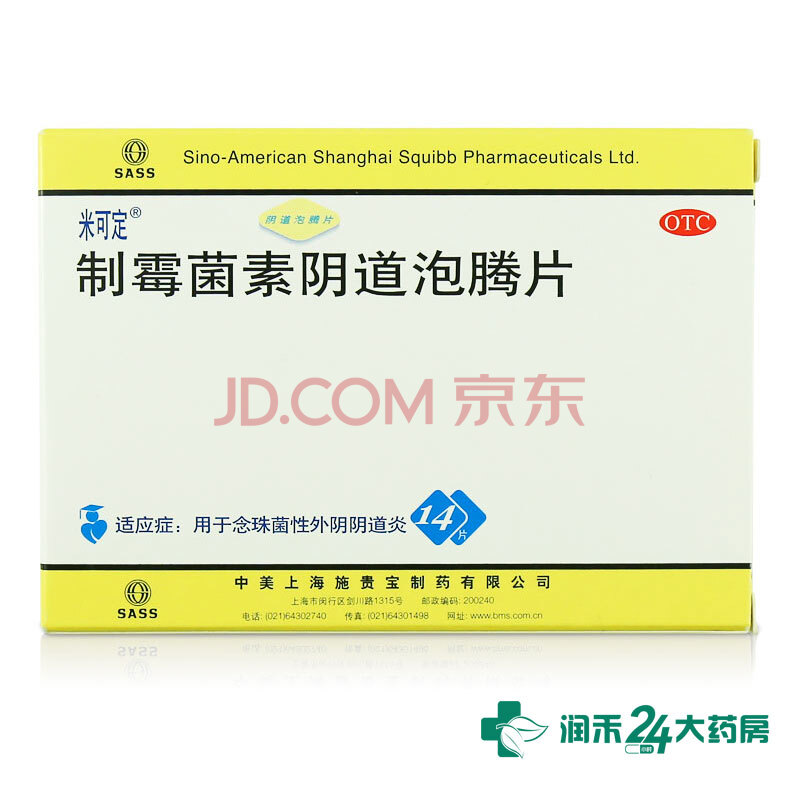 SASS
Sino-American Shanghai Squibb Pharmaceuticals Ltd.
米可定®
阴道泡腾片
OTC
制霉菌素阴道泡腾片
JD.COM 京东
适应症：用于念珠菌性外阴阴道炎
14片
SASS
中美上海施贵宝制药有限公司
上海市闵行区剑川路1315号 邮政编码: 200240
电话: (021)64302740 传真: (021)64301498 网址: www.bms.com.cn
润禾24大药房
小时